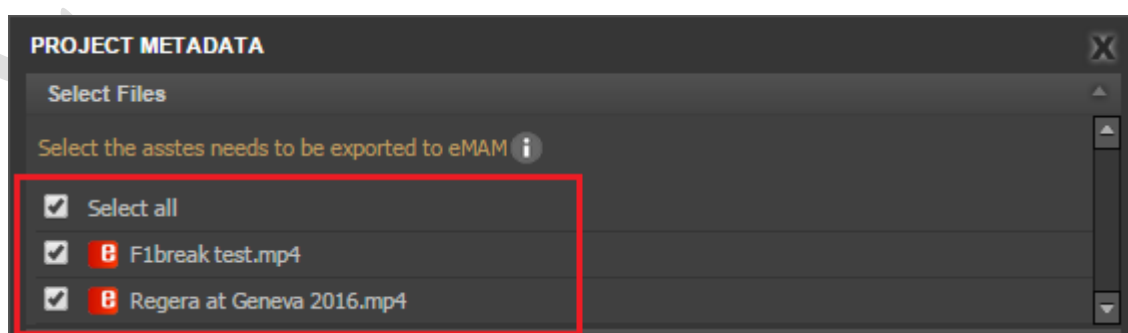 PROJECT METADATA X
Select Files
Select the asstes needs to be exported to eMAM i
Select all
e F1break test.mp4
e Regera at Geneva 2016.mp4